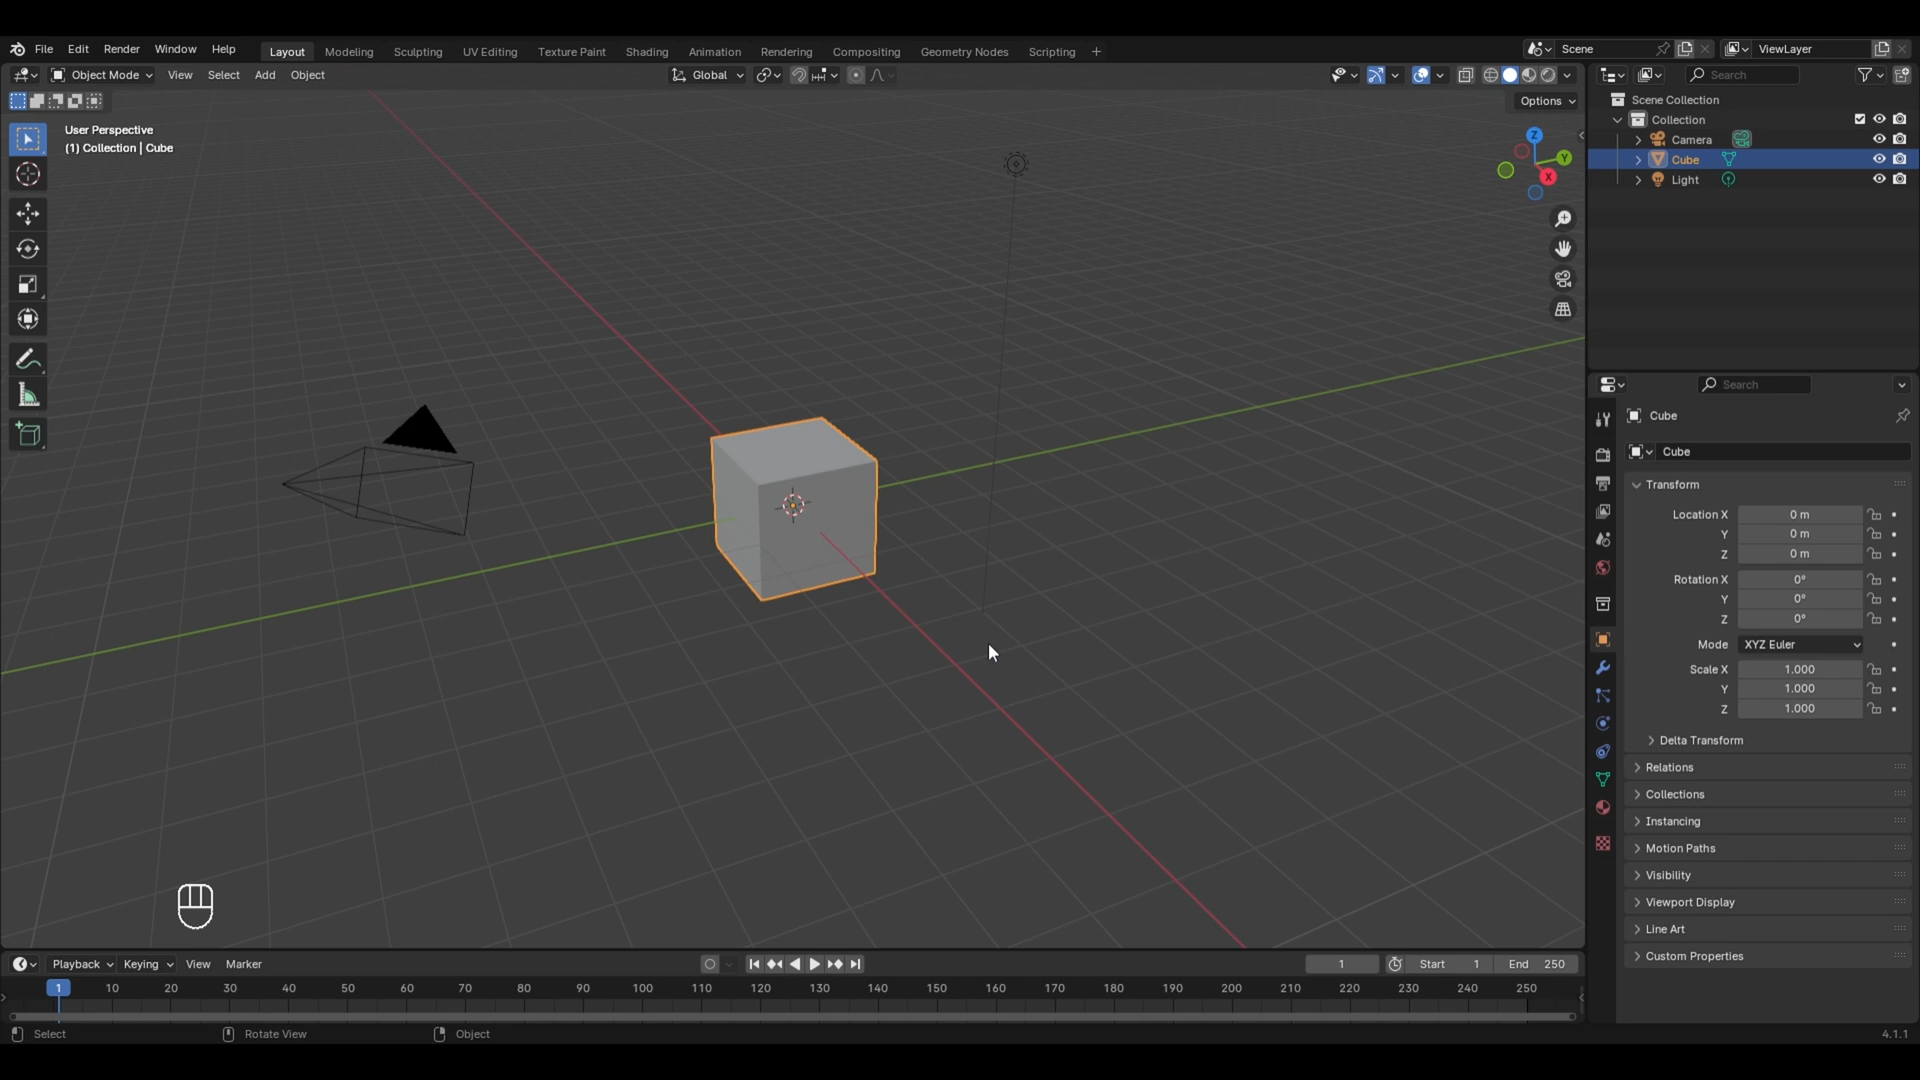 File Edit Render Window Help Layout Modeling Sculpting UV Editing Texture Paint Shading Animation Rendering Compositing Geometry Nodes Scripting + Scene ViewLayer
Object Mode View Select Add Object Global Search
Options
User Perspective
(1) Collection | Cube
Z
Y
X
Scene Collection
Collection
Camera
Cube
Light
Search
Cube
Cube
Transform
Location X 0 m
Y 0 m
Z 0 m
Rotation X 0°
Y 0°
Z 0°
Mode XYZ Euler
Scale X 1.000
Y 1.000
Z 1.000
Delta Transform
Relations
Collections
Instancing
Motion Paths
Visibility
Viewport Display
Line Art
Custom Properties
Playback Keying View Marker 1 Start 1 End 250
1 10 20 30 40 50 60 70 80 90 100 110 120 130 140 150 160 170 180 190 200 210 220 230 240 250
Select Rotate View Object 4.1.1